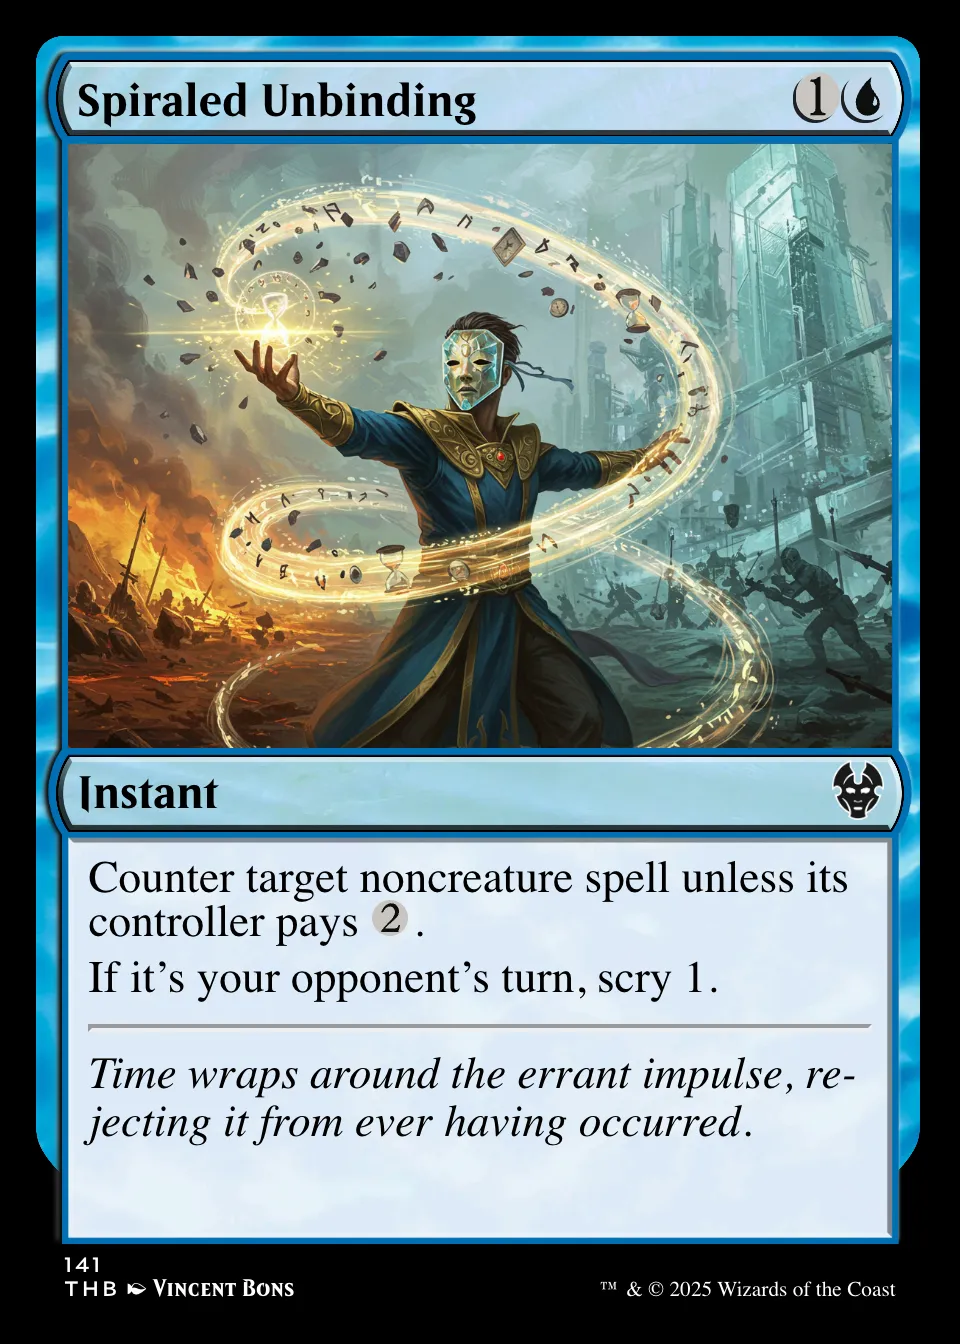 Spiraled Unbinding 1
Instant
Counter target noncreature spell unless its
controller pays 2.
If it's your opponent's turn, scry 1.
Time wraps around the errant impulse, re-
jecting it from ever having occurred.
141
THB VINCENT BONS
™ & © 2025 Wizards of the Coast